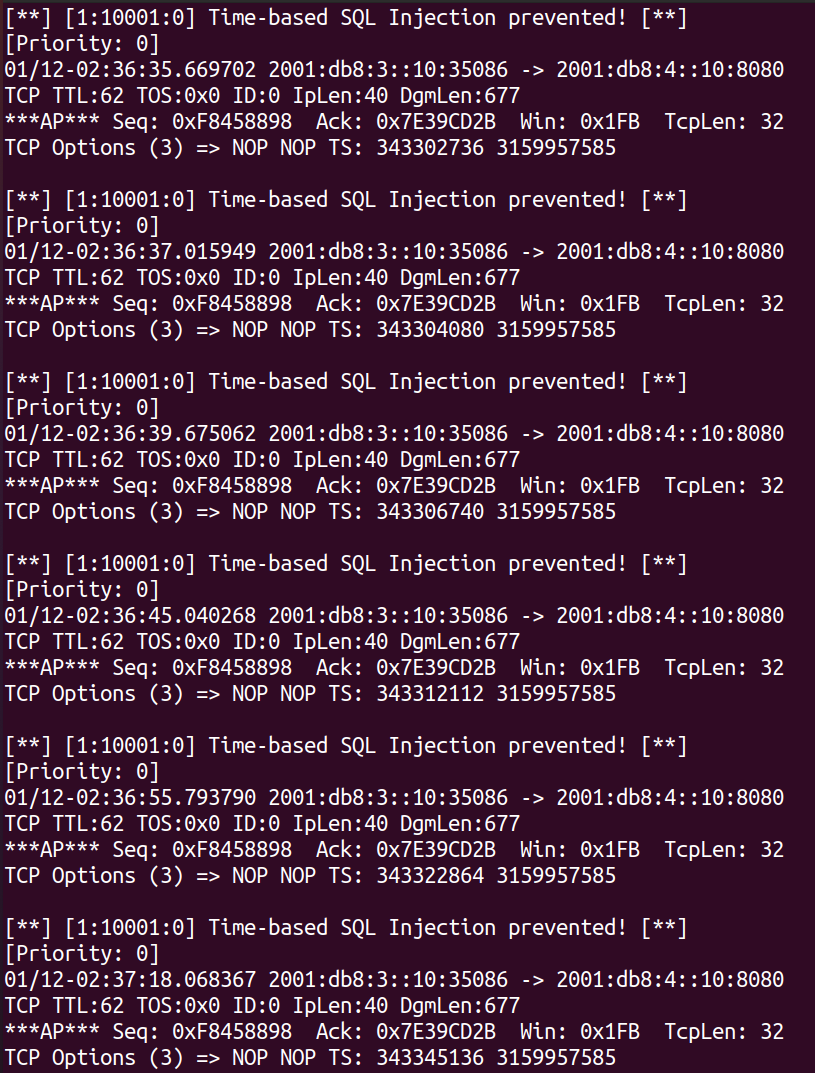 [**] [1:10001:0] Time-based SQL Injection prevented! [**]
[Priority: 0]
01/12-02:36:35.669702 2001:db8:3::10:35086 -> 2001:db8:4::10:8080
TCP TTL:62 TOS:0x0 ID:0 IpLen:40 DgmLen:677
***AP*** Seq: 0xF8458898  Ack: 0x7E39CD2B  Win: 0x1FB  TcpLen: 32
TCP Options (3) => NOP NOP TS: 343302736 3159957585

[**] [1:10001:0] Time-based SQL Injection prevented! [**]
[Priority: 0]
01/12-02:36:37.015949 2001:db8:3::10:35086 -> 2001:db8:4::10:8080
TCP TTL:62 TOS:0x0 ID:0 IpLen:40 DgmLen:677
***AP*** Seq: 0xF8458898  Ack: 0x7E39CD2B  Win: 0x1FB  TcpLen: 32
TCP Options (3) => NOP NOP TS: 343304080 3159957585

[**] [1:10001:0] Time-based SQL Injection prevented! [**]
[Priority: 0]
01/12-02:36:39.675062 2001:db8:3::10:35086 -> 2001:db8:4::10:8080
TCP TTL:62 TOS:0x0 ID:0 IpLen:40 DgmLen:677
***AP*** Seq: 0xF8458898  Ack: 0x7E39CD2B  Win: 0x1FB  TcpLen: 32
TCP Options (3) => NOP NOP TS: 343306740 3159957585

[**] [1:10001:0] Time-based SQL Injection prevented! [**]
[Priority: 0]
01/12-02:36:45.040268 2001:db8:3::10:35086 -> 2001:db8:4::10:8080
TCP TTL:62 TOS:0x0 ID:0 IpLen:40 DgmLen:677
***AP*** Seq: 0xF8458898  Ack: 0x7E39CD2B  Win: 0x1FB  TcpLen: 32
TCP Options (3) => NOP NOP TS: 343312112 3159957585

[**] [1:10001:0] Time-based SQL Injection prevented! [**]
[Priority: 0]
01/12-02:36:55.793790 2001:db8:3::10:35086 -> 2001:db8:4::10:8080
TCP TTL:62 TOS:0x0 ID:0 IpLen:40 DgmLen:677
***AP*** Seq: 0xF8458898  Ack: 0x7E39CD2B  Win: 0x1FB  TcpLen: 32
TCP Options (3) => NOP NOP TS: 343322864 3159957585

[**] [1:10001:0] Time-based SQL Injection prevented! [**]
[Priority: 0]
01/12-02:37:18.068367 2001:db8:3::10:35086 -> 2001:db8:4::10:8080
TCP TTL:62 TOS:0x0 ID:0 IpLen:40 DgmLen:677
***AP*** Seq: 0xF8458898  Ack: 0x7E39CD2B  Win: 0x1FB  TcpLen: 32
TCP Options (3) => NOP NOP TS: 343345136 3159957585